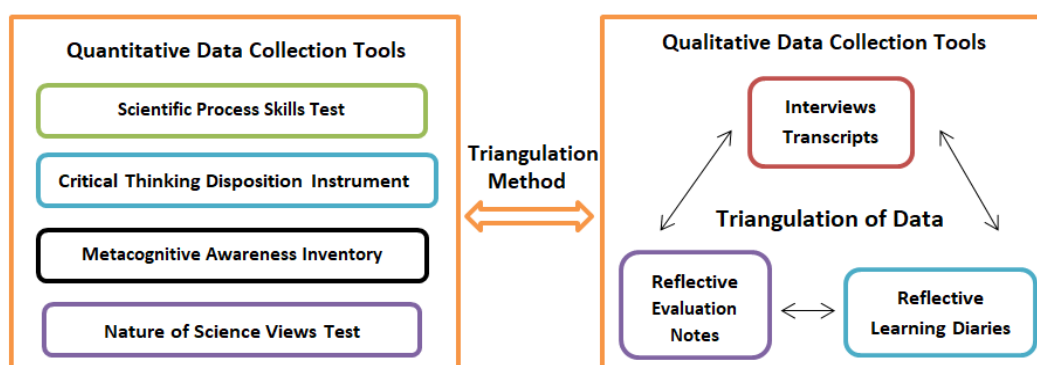 Quantitative Data Collection Tools
Scientific Process Skills Test
Critical Thinking Disposition Instrument
Metacognitive Awareness Inventory
Nature of Science Views Test
Triangulation
Method
Qualitative Data Collection Tools
Interviews
Transcripts
Triangulation of Data
Reflective
Evaluation
Notes
Reflective
Learning Diaries